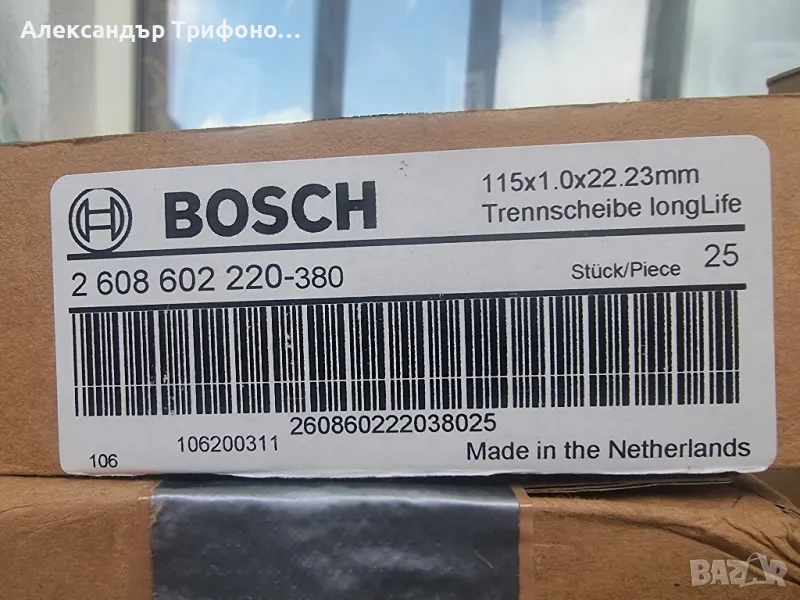 Александър Трифоно...
BOSCH
115x1.0x22.23mm
Trennscheibe longLife
2 608 602 220-380
Stück/Piece 25
260860222038025
106
106200311
Made in the Netherlands
BAZAR